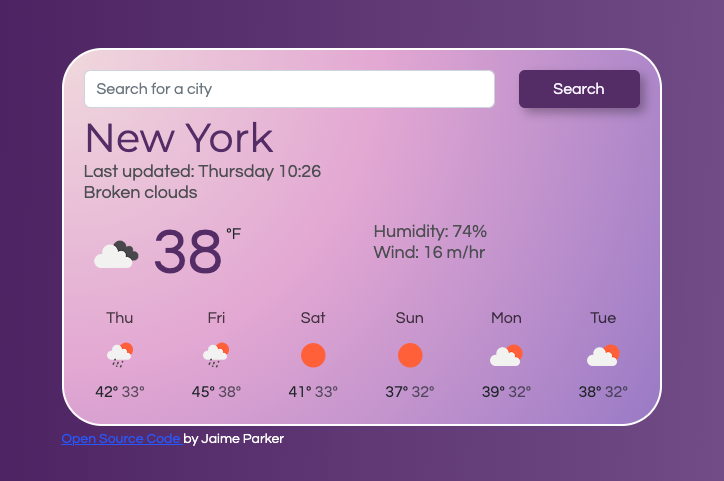 Search for a city
Search
New York
Last updated: Thursday 10:26
Broken clouds
38 °F
Humidity: 74%
Wind: 16 m/hr
Thu Fri Sat Sun Mon Tue
42° 33° 45° 38° 41° 33° 37° 32° 39° 32° 38° 32°
Open Source Code by Jaime Parker